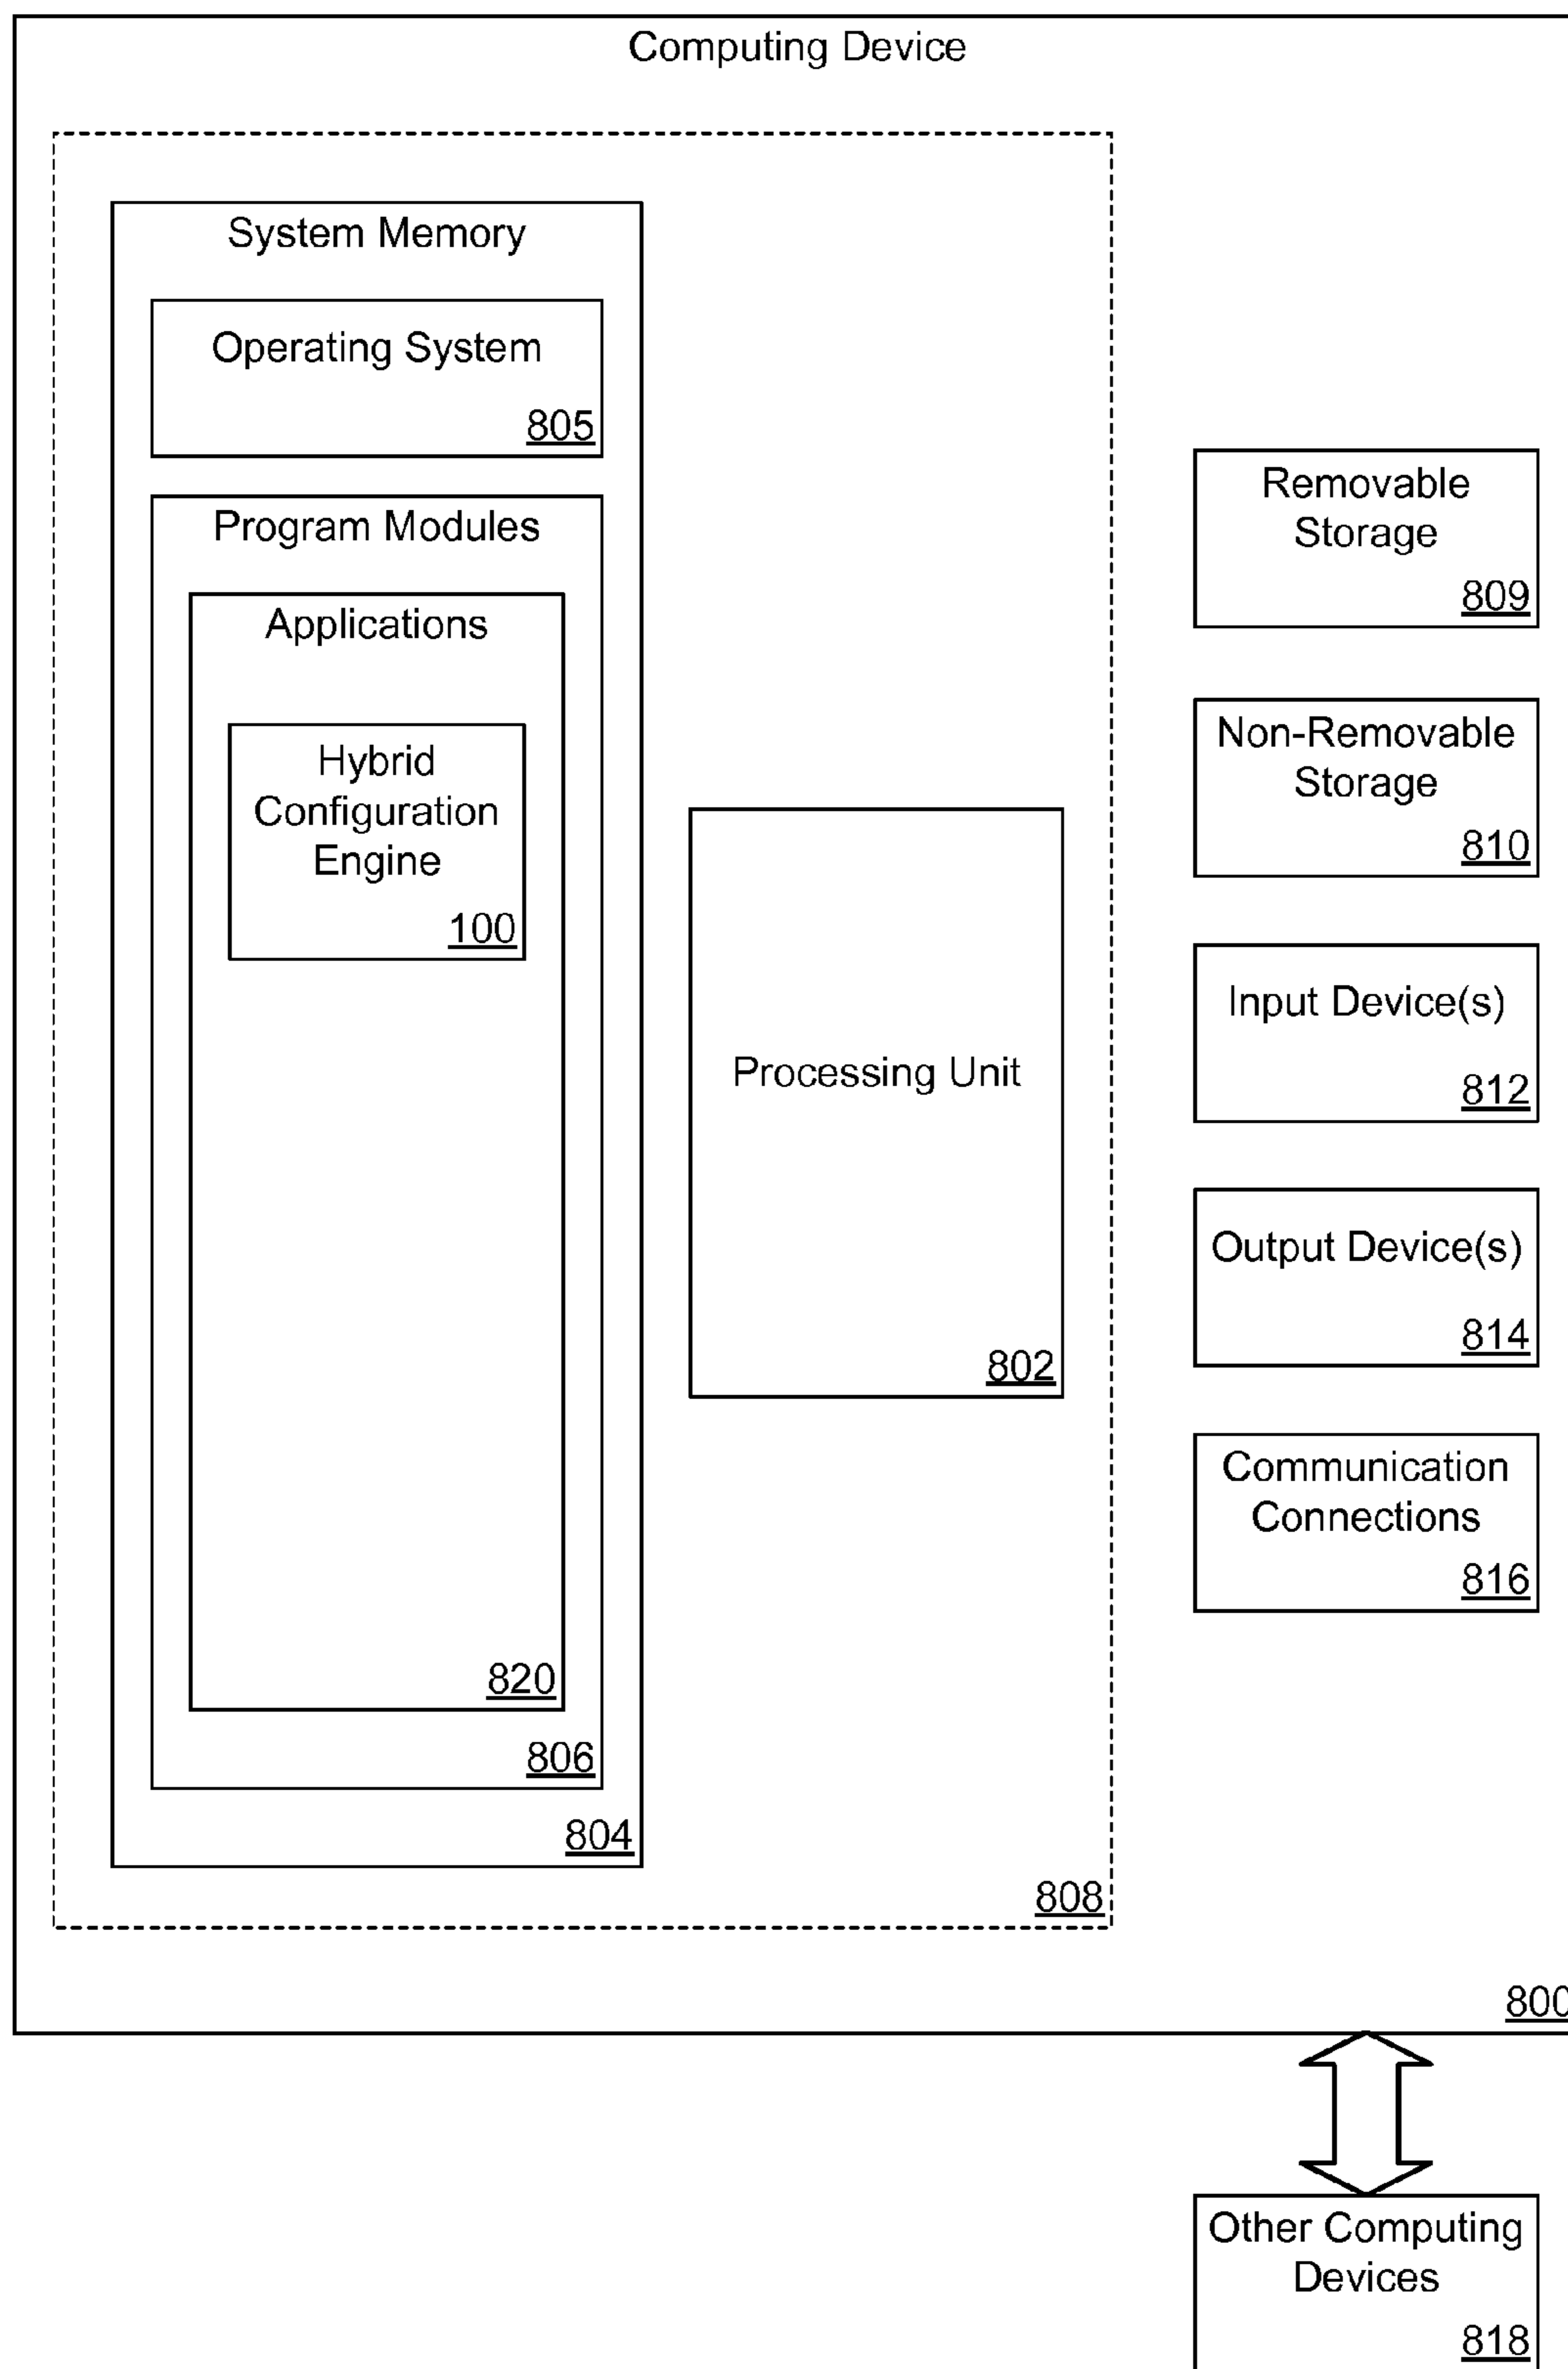 Computing Device
System Memory
Operating System
805
Program Modules
Applications
Hybrid
Configuration
Engine
100
820
806
804
Processing Unit
802
808
Removable
Storage
809
Non-Removable
Storage
810
Input Device(s)
812
Output Device(s)
814
Communication
Connections
816
800
Other Computing
Devices
818